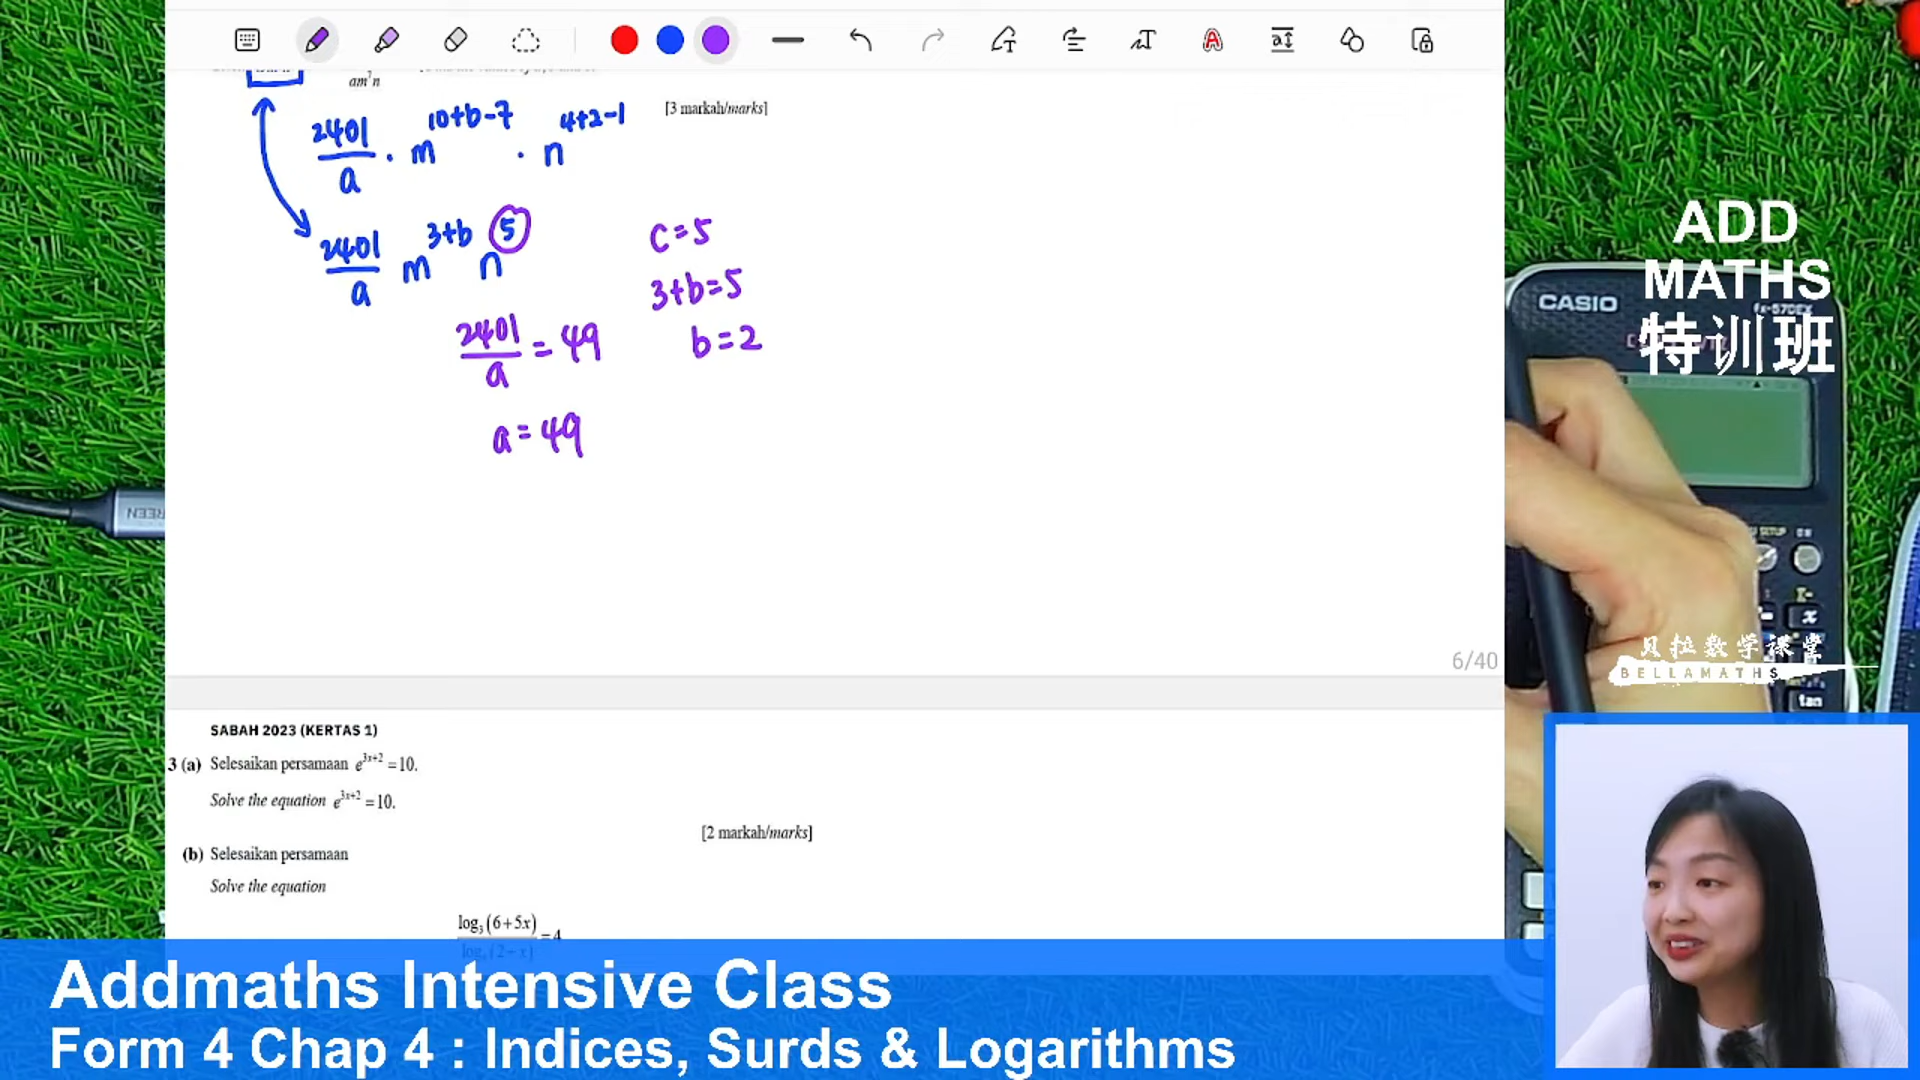 am⁷n
[3 markah/marks]
2401/a · m^10+b-7 · n^4+2-1
2401/a m^3+b n^5
c=5
3+b=5
2401/a = 49
b=2
a=49
6/40
SABAH 2023 (KERTAS 1)
3 (a) Selesaikan persamaan e^3x+2 =10.
Solve the equation e^3x+2 =10.
[2 markah/marks]
(b) Selesaikan persamaan
Solve the equation
log₃(6+5x)
=4
ADD
MATHS
特训班
CASIO
贝拉数学课堂
BELLAMATHS
tan
Addmaths Intensive Class
Form 4 Chap 4 : Indices, Surds & Logarithms